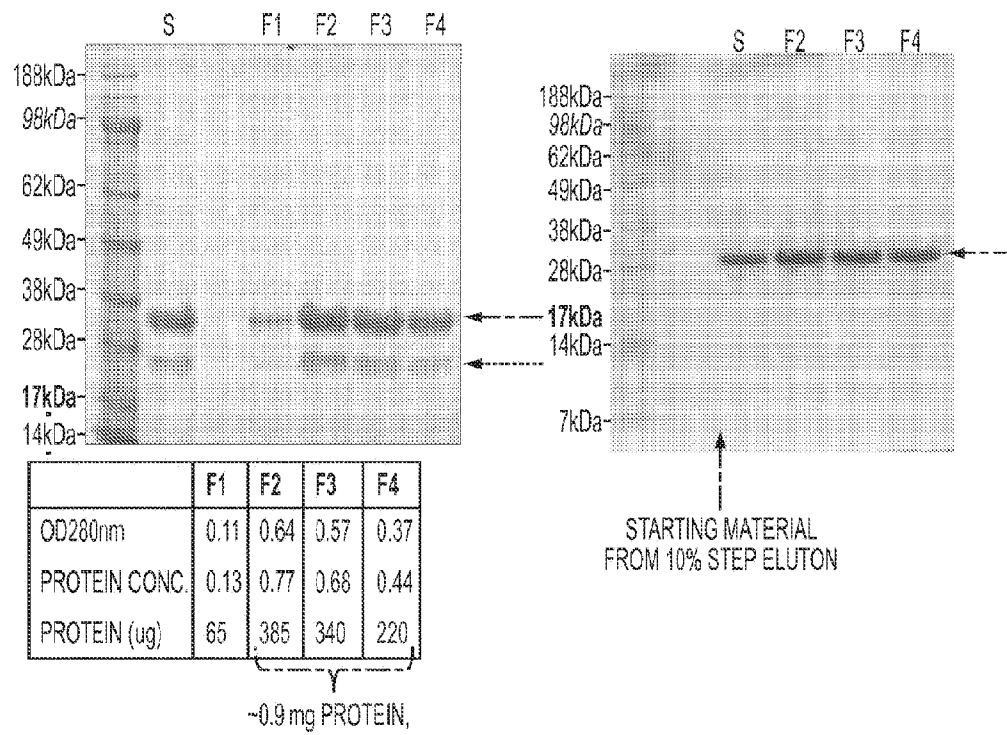 S F1 F2 F3 F4
188kDa
98kDa
62kDa
49kDa
38kDa
28kDa
17kDa
14kDa
S F2 F3 F4
188kDa
98kDa
62kDa
49kDa
38kDa
28kDa
17kDa
14kDa
7kDa
STARTING MATERIAL
FROM 10% STEP ELUTON
F1 F2 F3 F4
OD280nm 0.11 0.64 0.57 0.37
PROTEIN CONC. 0.13 0.77 0.68 0.44
PROTEIN (ug) 65 385 340 220
~0.9 mg PROTEIN,